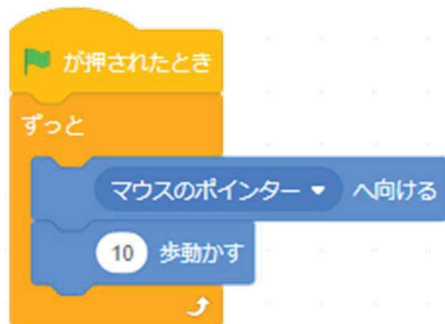 が押されたとき
ずっと
マウスのポインター へ向ける
10 歩動かす